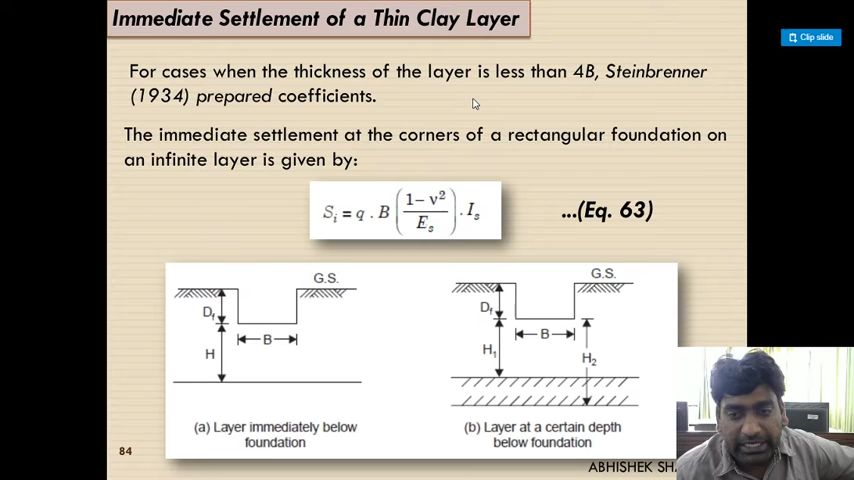 Immediate Settlement of a Thin Clay Layer
Clip slide
For cases when the thickness of the layer is less than 4B, Steinbrenner
(1934) prepared coefficients.
The immediate settlement at the corners of a rectangular foundation on
an infinite layer is given by:
S_i = q . B ( (1 – ν²) / E_s ) . I_s
...(Eq. 63)
G.S.
D_f
B
H
(a) Layer immediately below
foundation
G.S.
D_f
B
H₁
H₂
(b) Layer at a certain depth
below foundation
84
ABHISHEK